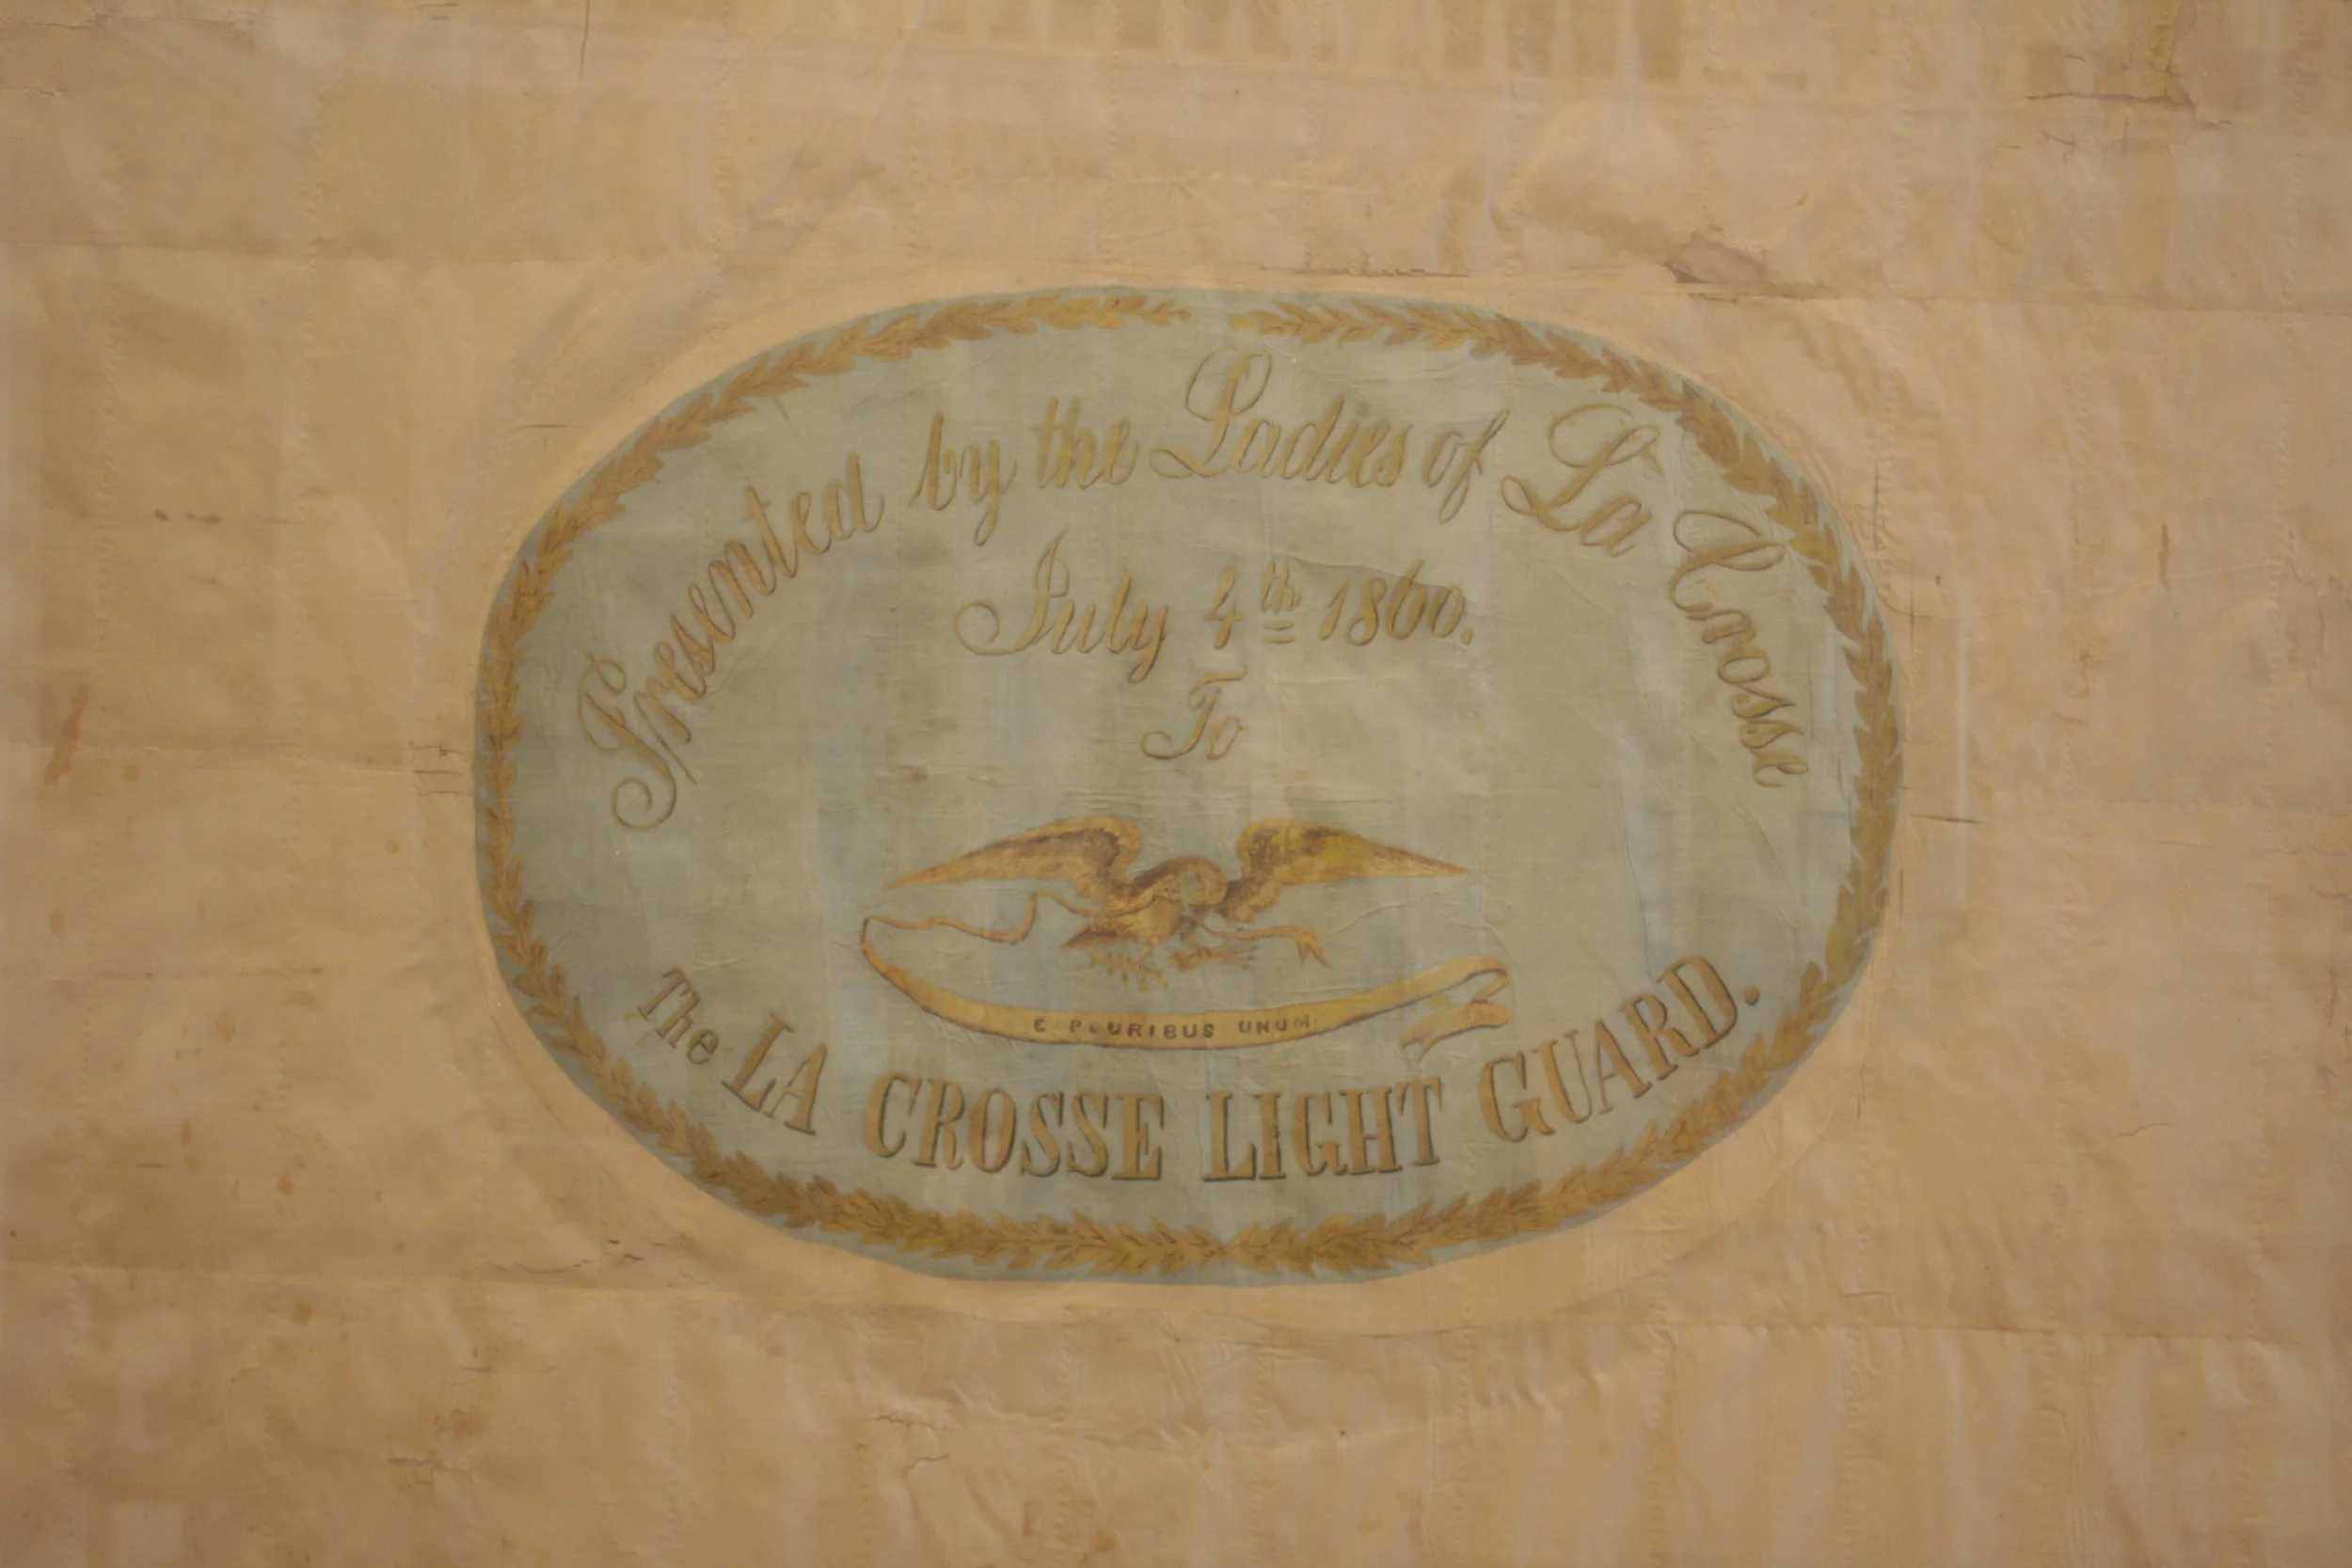 Presented by the Ladies of La Crosse
July 4th 1860.
To
E PLURIBUS UNUM
The LA CROSSE LIGHT GUARD.